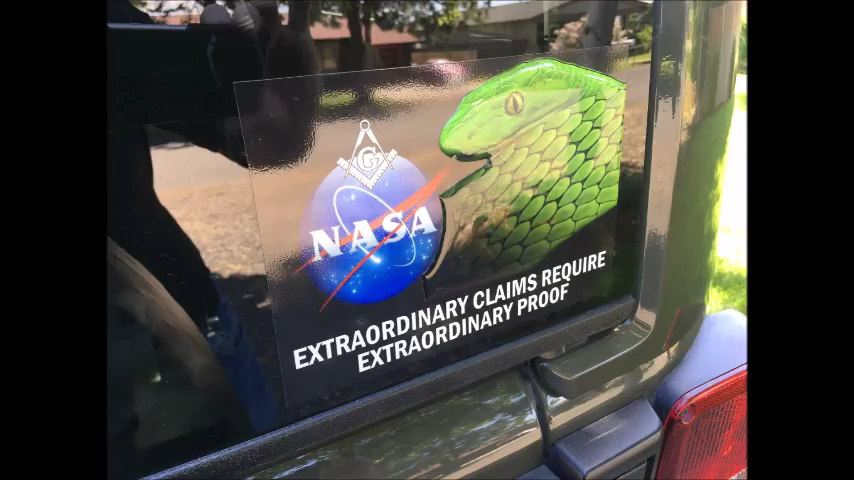 G
NASA
EXTRAORDINARY CLAIMS REQUIRE
EXTRAORDINARY PROOF